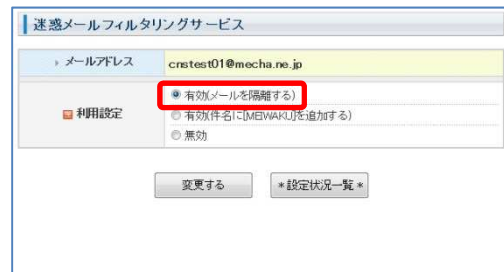 迷惑メールフィルタリングサービス
メールアドレス cnstest01@mecha.ne.jp
有効(メールを隔離する)
利用設定
有効(件名に[MEIWAKU]を追加する)
無効
変更する *設定状況一覧*